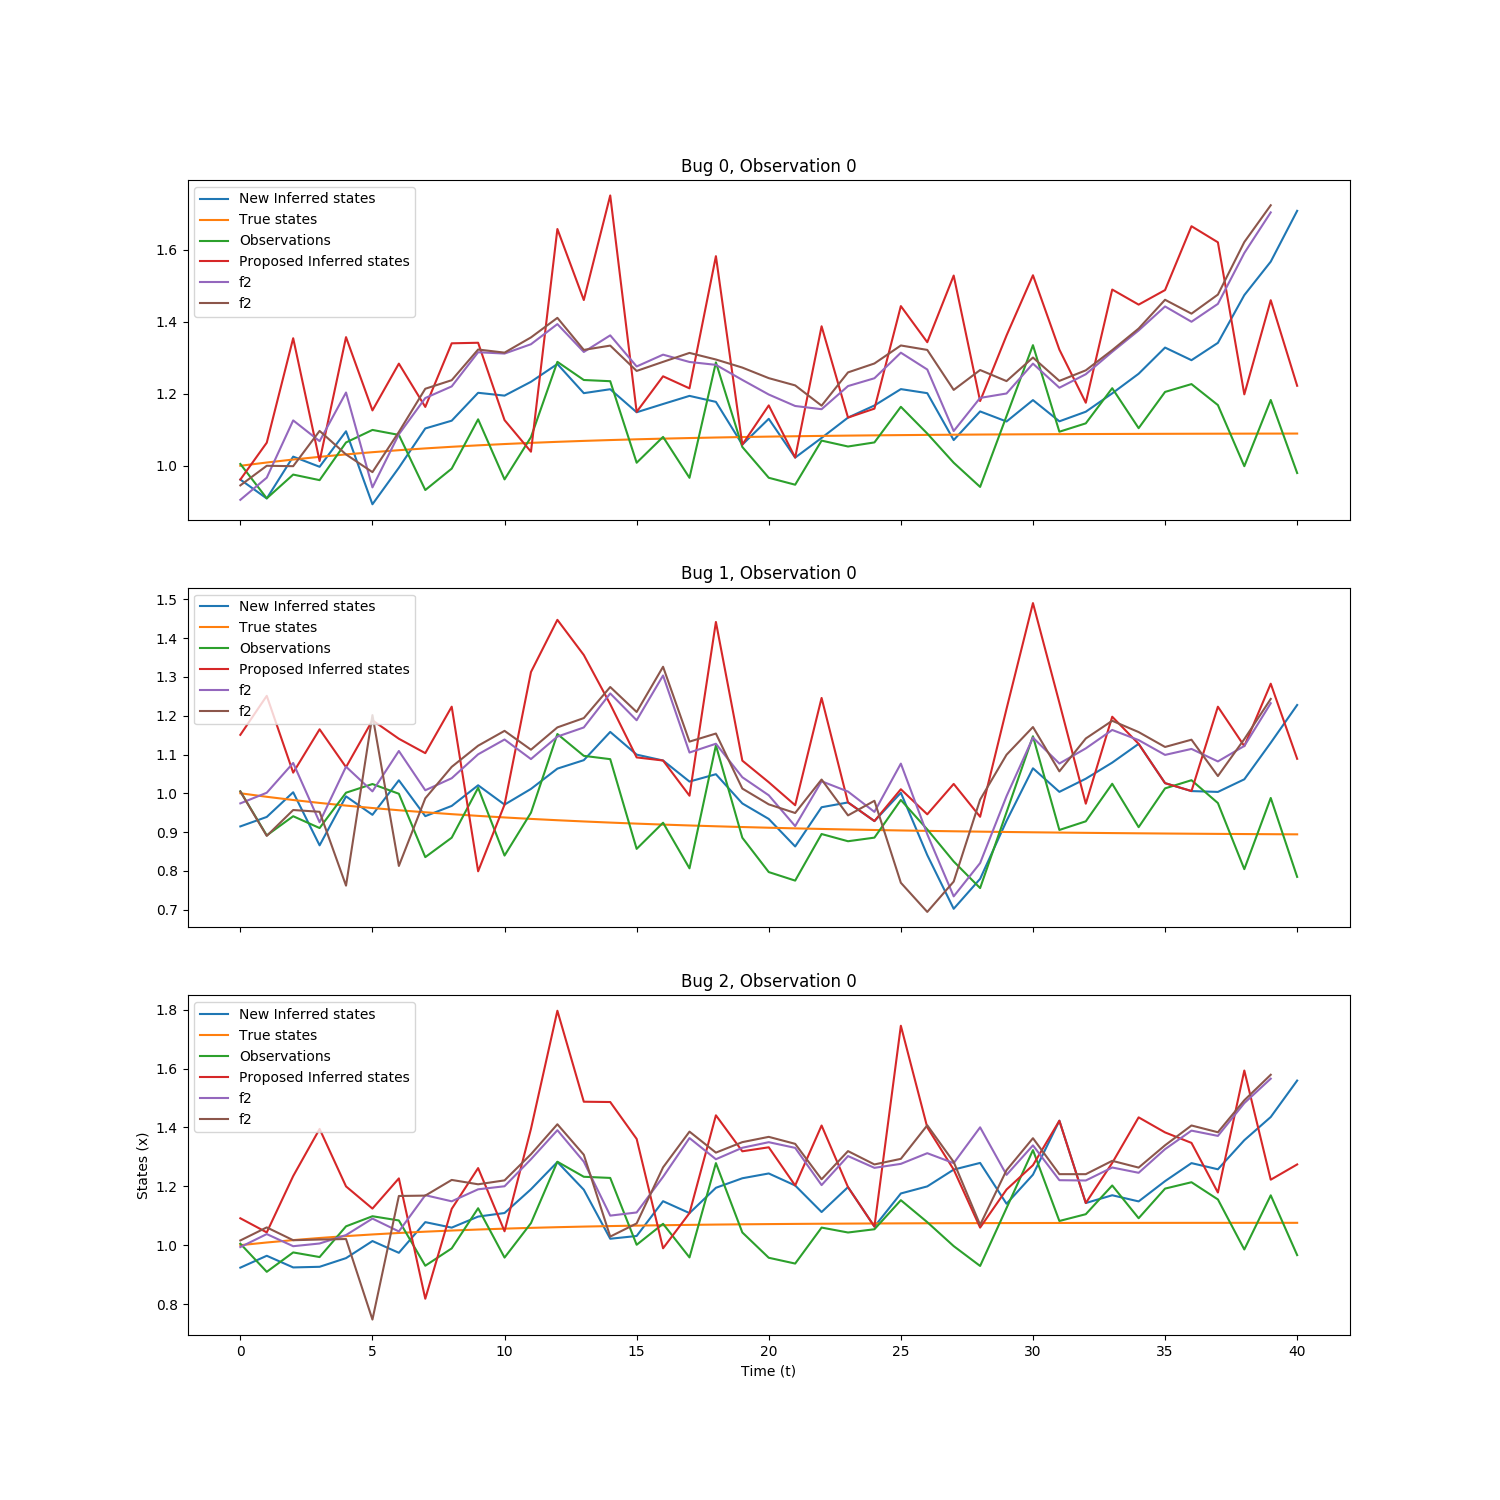 Bug 0, Observation 0
New Inferred states
True states
Observations
Proposed Inferred states
f2
f2
1.6
1.4
1.2
1.0
Bug 1, Observation 0
New Inferred states
True states
Observations
Proposed Inferred states
f2
f2
1.5
1.4
1.3
1.2
1.1
1.0
0.9
0.8
0.7
Bug 2, Observation 0
New Inferred states
True states
Observations
Proposed Inferred states
f2
f2
1.8
1.6
1.4
1.2
1.0
0.8
States (x)
0 5 10 15 20 25 30 35 40
Time (t)